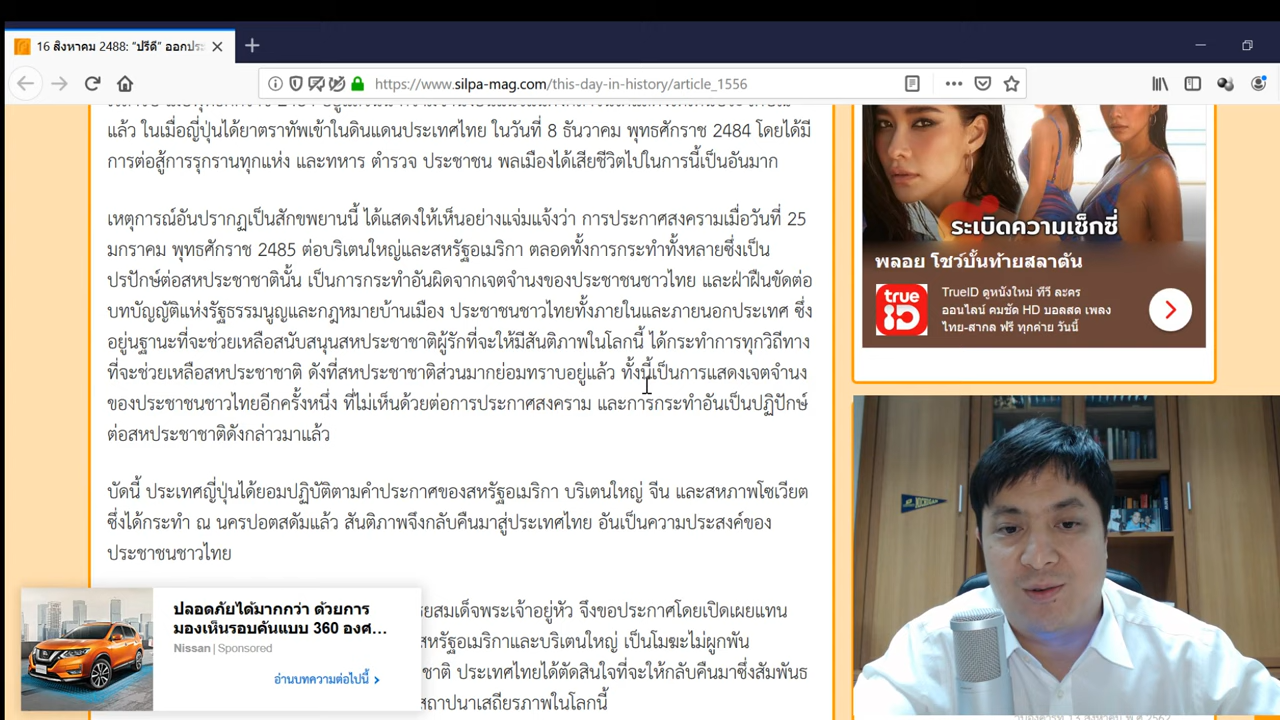 16 สิงหาคม 2488: "ปรีดี" ออกประ
https://www.silpa-mag.com/this-day-in-history/article_1556
แล้ว ในเมื่อญี่ปุ่นได้ยาตราทัพเข้าในดินแดนประเทศไทย ในวันที่ 8 ธันวาคม พุทธศักราช 2484 โดยได้มี
การต่อสู้การรุกรานทุกแห่ง และทหาร ตำรวจ ประชาชน พลเมืองได้เสียชีวิตไปในการนี้เป็นอันมาก
เหตุการณ์อันปรากฏเป็นสักขพยานนี้ ได้แสดงให้เห็นอย่างแจ่มแจ้งว่า การประกาศสงครามเมื่อวันที่ 25
มกราคม พุทธศักราช 2485 ต่อบริเตนใหญ่และสหรัฐอเมริกา ตลอดทั้งการกระทำทั้งหลายซึ่งเป็น
ปรปักษ์ต่อสหประชาชาตินั้น เป็นการกระทำอันผิดจากเจตจำนงของประชาชนชาวไทย และฝ่าฝืนขัดต่อ
บทบัญญัติแห่งรัฐธรรมนูญและกฎหมายบ้านเมือง ประชาชนชาวไทยทั้งภายในและภายนอกประเทศ ซึ่ง
อยู่นฐานะที่จะช่วยเหลือสนับสนุนสหประชาชาติผู้รักที่จะให้มีสันติภาพในโลกนี้ ได้กระทำการทุกวิถีทาง
ที่จะช่วยเหลือสหประชาชาติ ดังที่สหประชาชาติส่วนมากย่อมทราบอยู่แล้ว ทั้งนี้เป็นการแสดงเจตจำนง
ของประชาชนชาวไทยอีกครั้งหนึ่ง ที่ไม่เห็นด้วยต่อการประกาศสงคราม และการกระทำอันเป็นปฏิปักษ์
ต่อสหประชาชาติดังกล่าวมาแล้ว
บัดนี้ ประเทศญี่ปุ่นได้ยอมปฏิบัติตามคำประกาศของสหรัฐอเมริกา บริเตนใหญ่ จีน และสหภาพโซเวียต
ซึ่งได้กระทำ ณ นครปอตสดัมแล้ว สันติภาพจึงกลับคืนมาสู่ประเทศไทย อันเป็นความประสงค์ของ
ประชาชนชาวไทย
ยสมเด็จพระเจ้าอยู่หัว จึงขอประกาศโดยเปิดเผยแทน
สหรัฐอเมริกาและบริเตนใหญ่ เป็นโมฆะไม่ผูกพัน
ชาติ ประเทศไทยได้ตัดสินใจที่จะให้กลับคืนมาซึ่งสัมพันธ
สถาปนาเสถียรภาพในโลกนี้
ปลอดภัยได้มากกว่า ด้วยการ
มองเห็นรอบคันแบบ 360 องศ...
Nissan | Sponsored
อ่านบทความต่อไปนี้
ระเบิดความเซ็กซี่
พลอย โชว์บั้นท้ายสลาตัน
true ID
TrueID ดูหนังใหม่ ทีวี ละคร
ออนไลน์ คมชัด HD บอลสด เพลง
ไทย-สากล ฟรี ทุกค่าย วันนี้